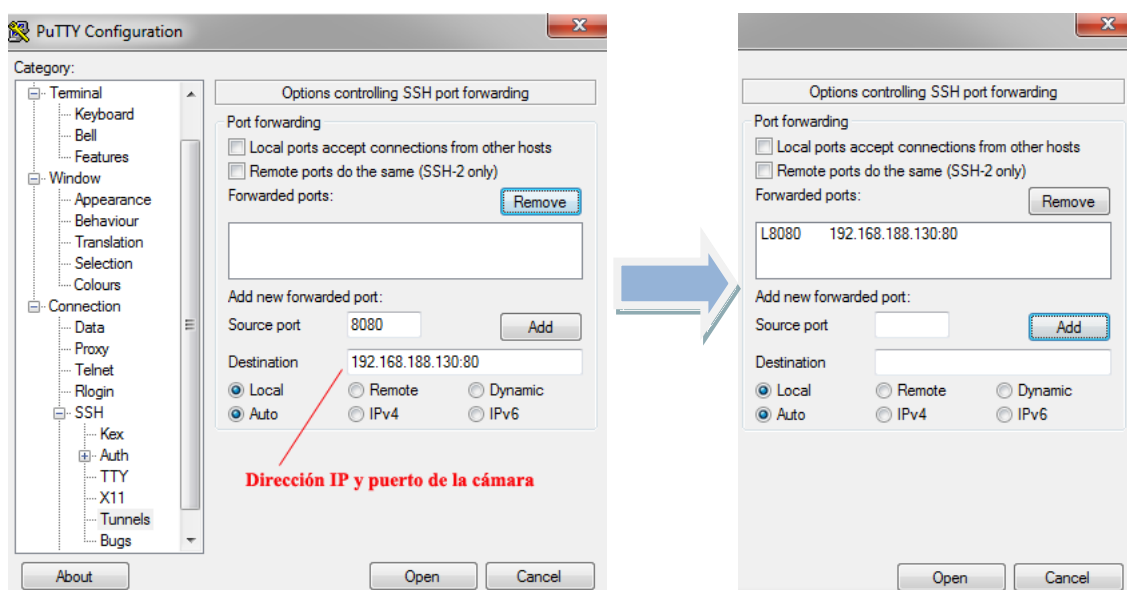 PuTTY Configuration
Category:
Terminal
Keyboard
Bell
Features
Window
Appearance
Behaviour
Translation
Selection
Colours
Connection
Data
Proxy
Telnet
Rlogin
SSH
Kex
Auth
TTY
X11
Tunnels
Bugs
Options controlling SSH port forwarding
Port forwarding
Local ports accept connections from other hosts
Remote ports do the same (SSH-2 only)
Forwarded ports:
Remove
Add new forwarded port:
Source port 8080 Add
Destination 192.168.188.130:80
Local Remote Dynamic
Auto IPv4 IPv6
Dirección IP y puerto de la cámara
About Open Cancel
Options controlling SSH port forwarding
Port forwarding
Local ports accept connections from other hosts
Remote ports do the same (SSH-2 only)
Forwarded ports:
Remove
L8080 192.168.188.130:80
Add new forwarded port:
Source port Add
Destination
Local Remote Dynamic
Auto IPv4 IPv6
Open Cancel